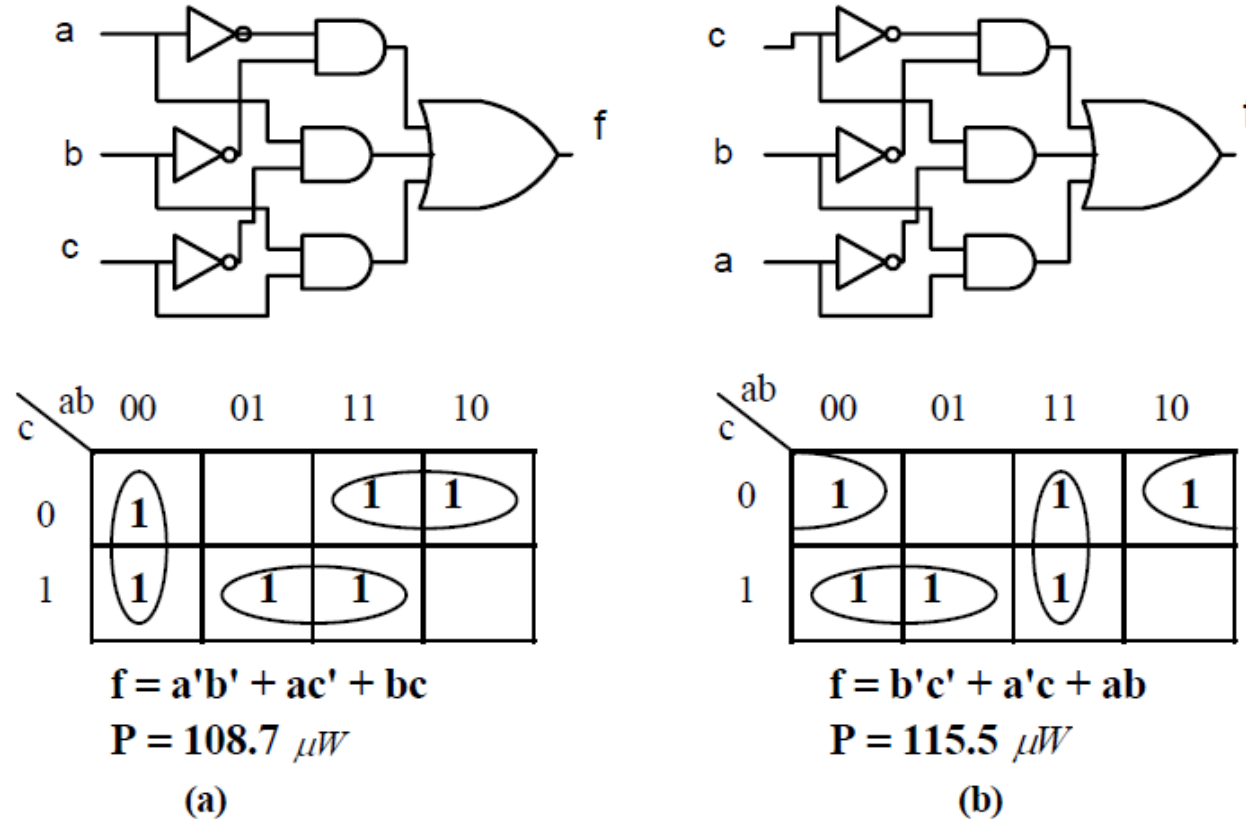 a
b
c
f
c
b
a
f
ab 00 01 11 10
c
0 1 1 1
1 1 1 1
f = a'b' + ac' + bc
P = 108.7 μW
(a)
ab 00 01 11 10
c
0 1 1 1
1 1 1 1
f = b'c' + a'c + ab
P = 115.5 μW
(b)